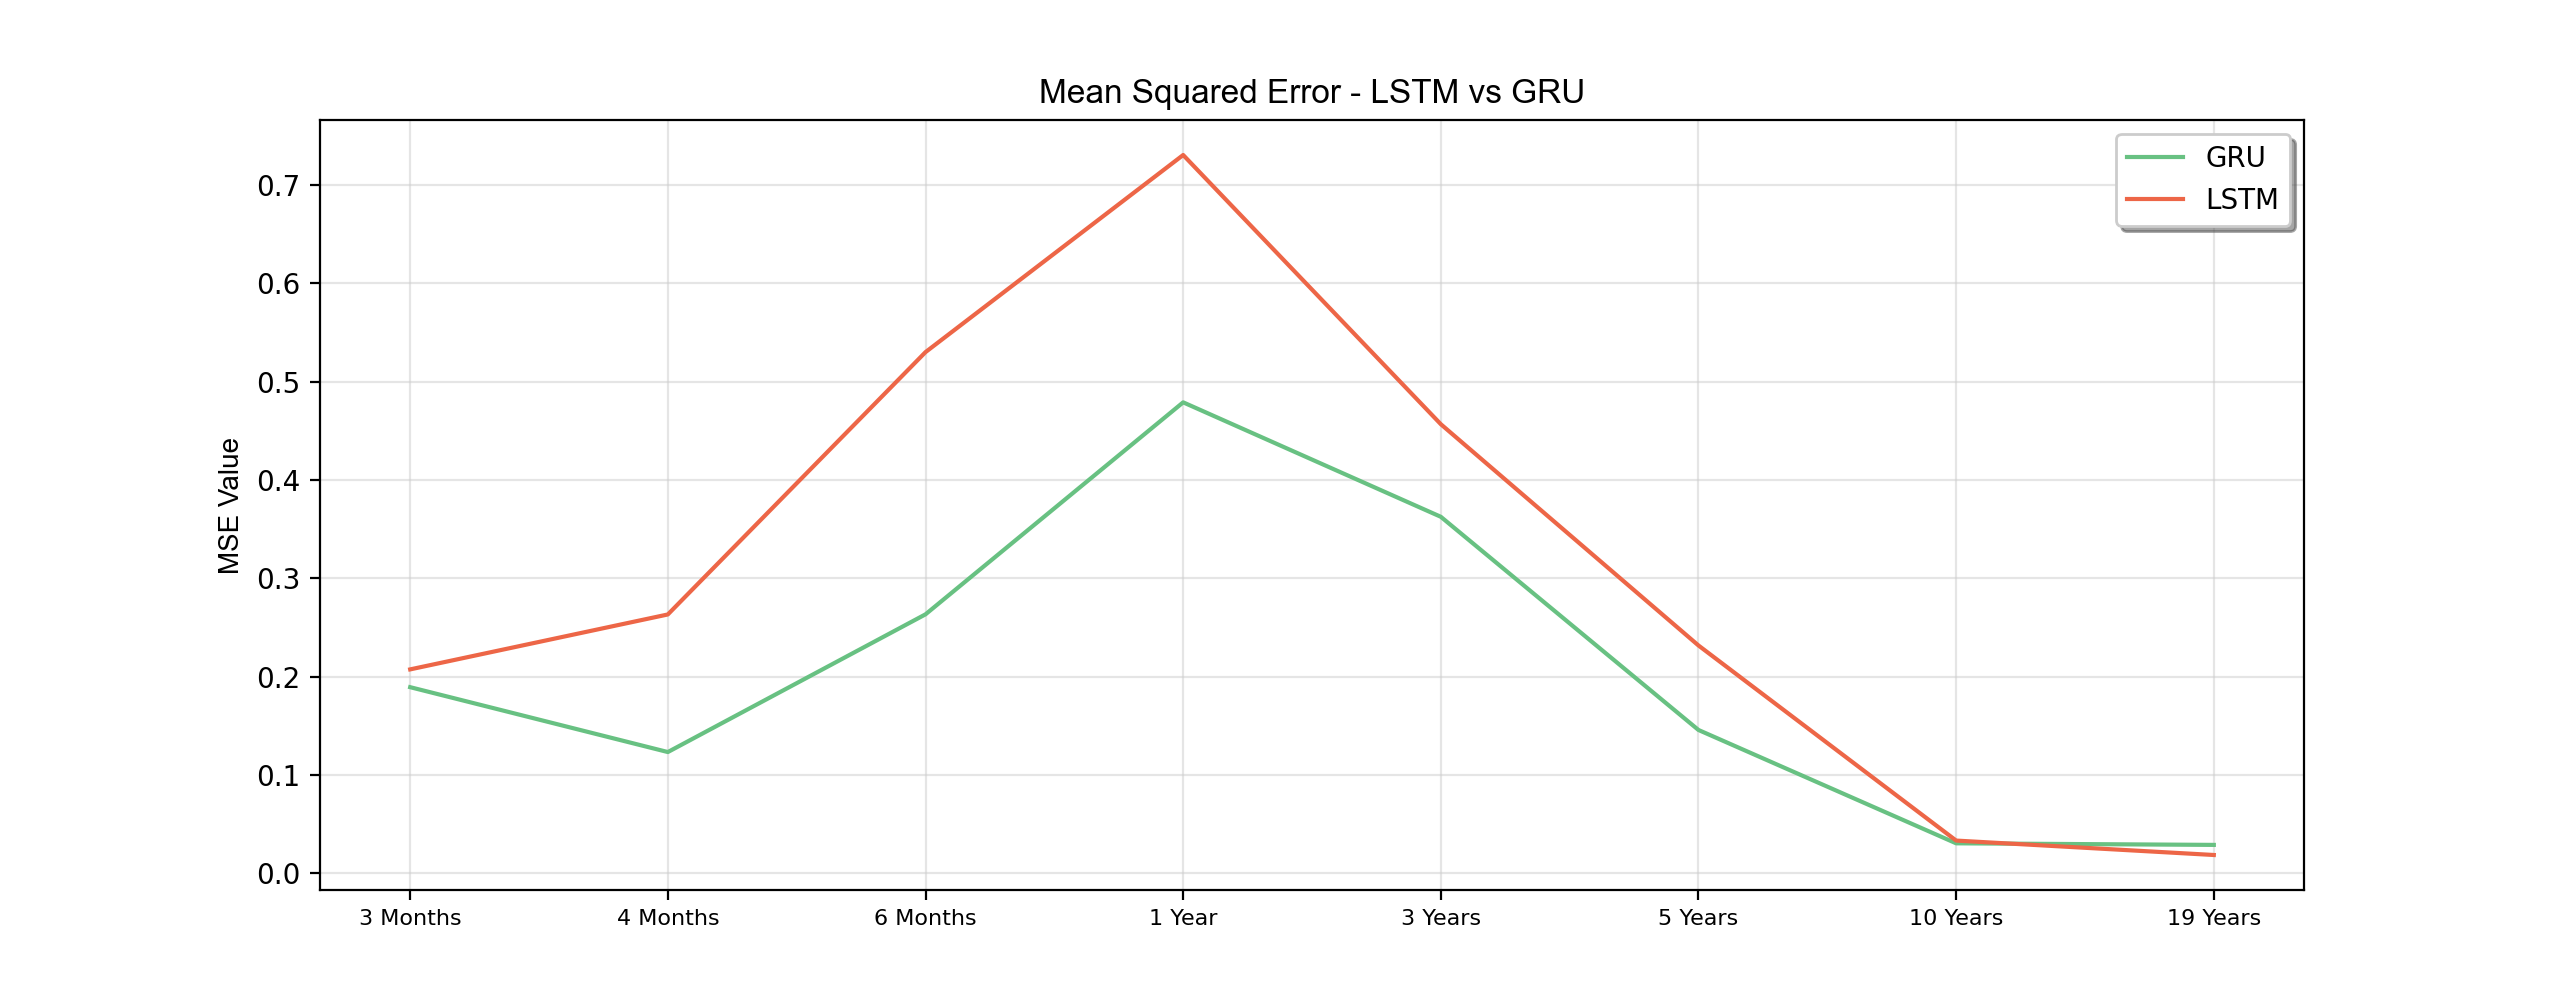 Mean Squared Error - LSTM vs GRU
GRU
LSTM
MSE Value
0.7
0.6
0.5
0.4
0.3
0.2
0.1
0.0
3 Months 4 Months 6 Months 1 Year 3 Years 5 Years 10 Years 19 Years